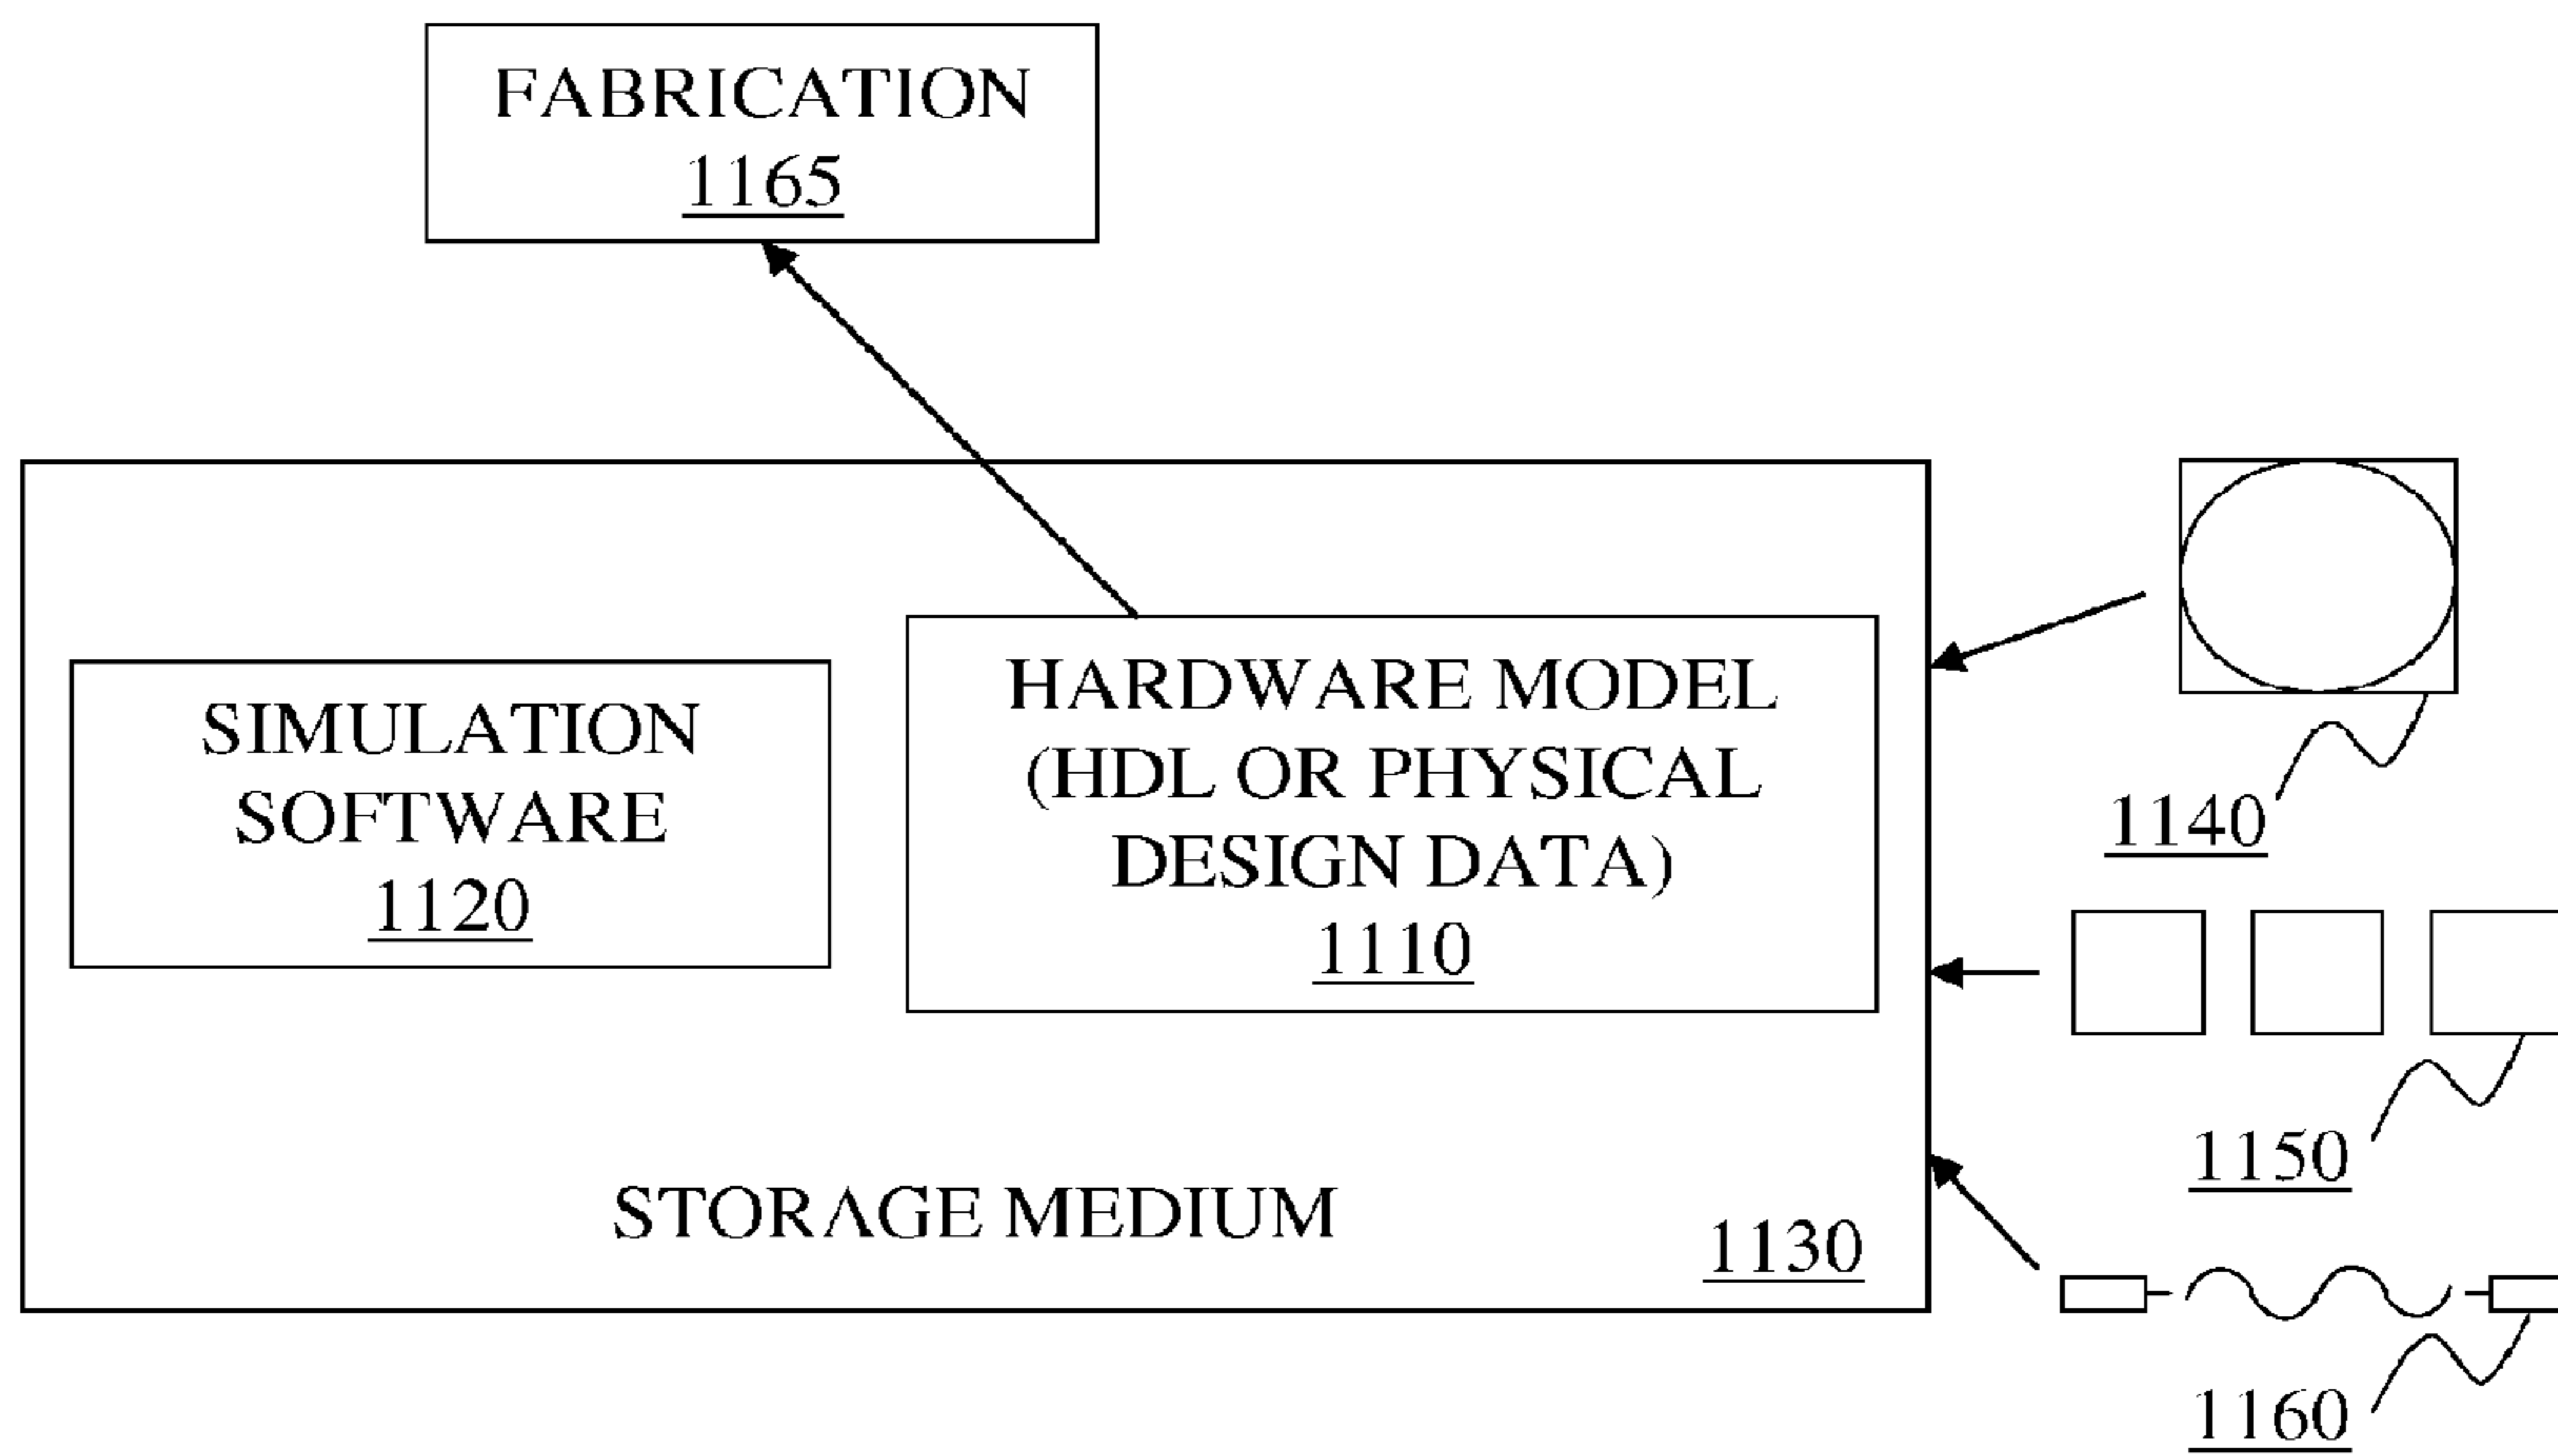 FABRICATION
1165
SIMULATION
SOFTWARE
1120
HARDWARE MODEL
(HDL OR PHYSICAL
DESIGN DATA)
1110
STORAGE MEDIUM
1130
1140
1150
1160